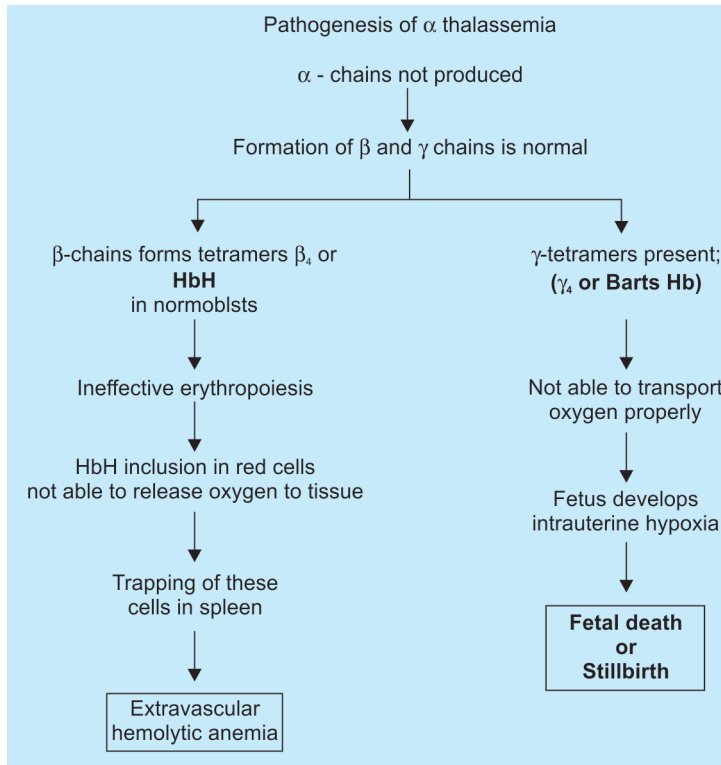 Pathogenesis of α thalassemia
α - chains not produced
Formation of β and γ chains is normal
β-chains forms tetramers β₄ or
HbH
in normoblsts
Ineffective erythropoiesis
HbH inclusion in red cells
not able to release oxygen to tissue
Trapping of these
cells in spleen
Extravascular
hemolytic anemia
γ-tetramers present;
(γ₄ or Barts Hb)
Not able to transport
oxygen properly
Fetus develops
intrauterine hypoxia
Fetal death
or
Stillbirth